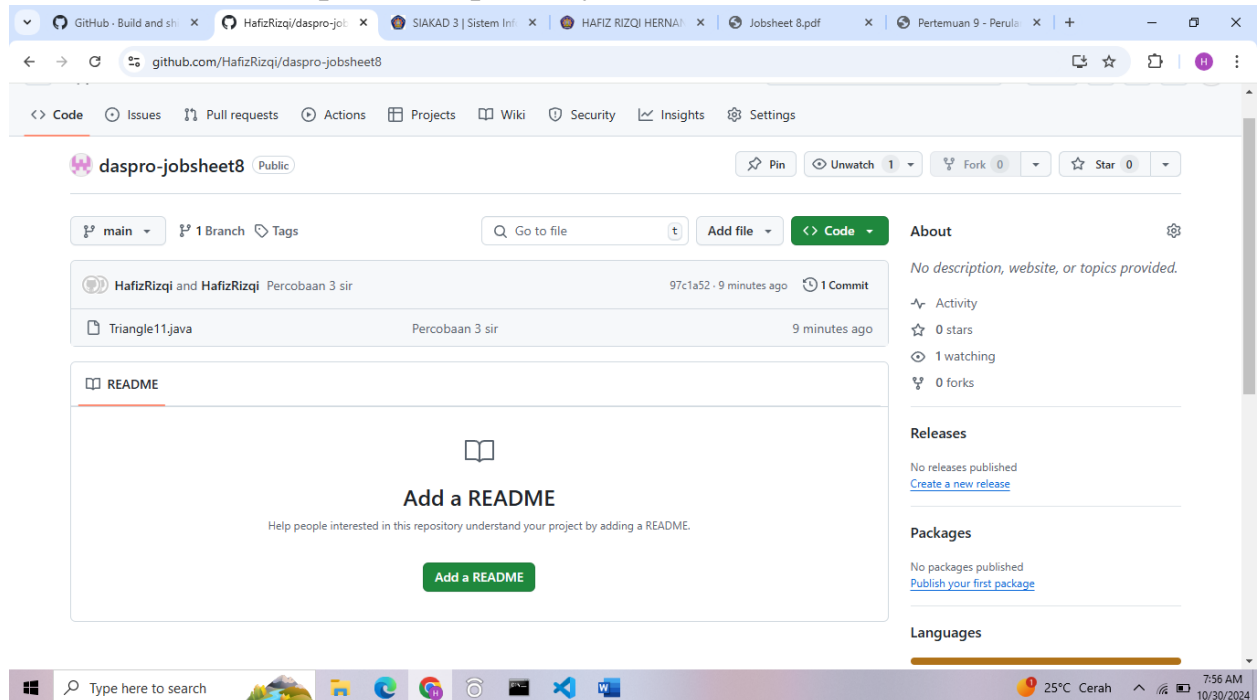 GitHub · Build and shi
HafizRizqi/daspro-job
SIAKAD 3 | Sistem Info
HAFIZ RIZQI HERNAN
Jobsheet 8.pdf
Pertemuan 9 - Perula
github.com/HafizRizqi/daspro-jobsheet8
H
Code Issues Pull requests Actions Projects Wiki Security Insights Settings
daspro-jobsheet8 Public
Pin Unwatch 1 Fork 0 Star 0
main 1 Branch Tags Go to file t Add file Code
HafizRizqi and HafizRizqi Percobaan 3 sir 97c1a52 · 9 minutes ago 1 Commit
Triangle11.java Percobaan 3 sir 9 minutes ago
README
Add a README
Help people interested in this repository understand your project by adding a README.
Add a README
About
No description, website, or topics provided.
Activity
0 stars
1 watching
0 forks
Releases
No releases published
Create a new release
Packages
No packages published
Publish your first package
Languages
Type here to search
25°C Cerah
7:56 AM
10/30/2024